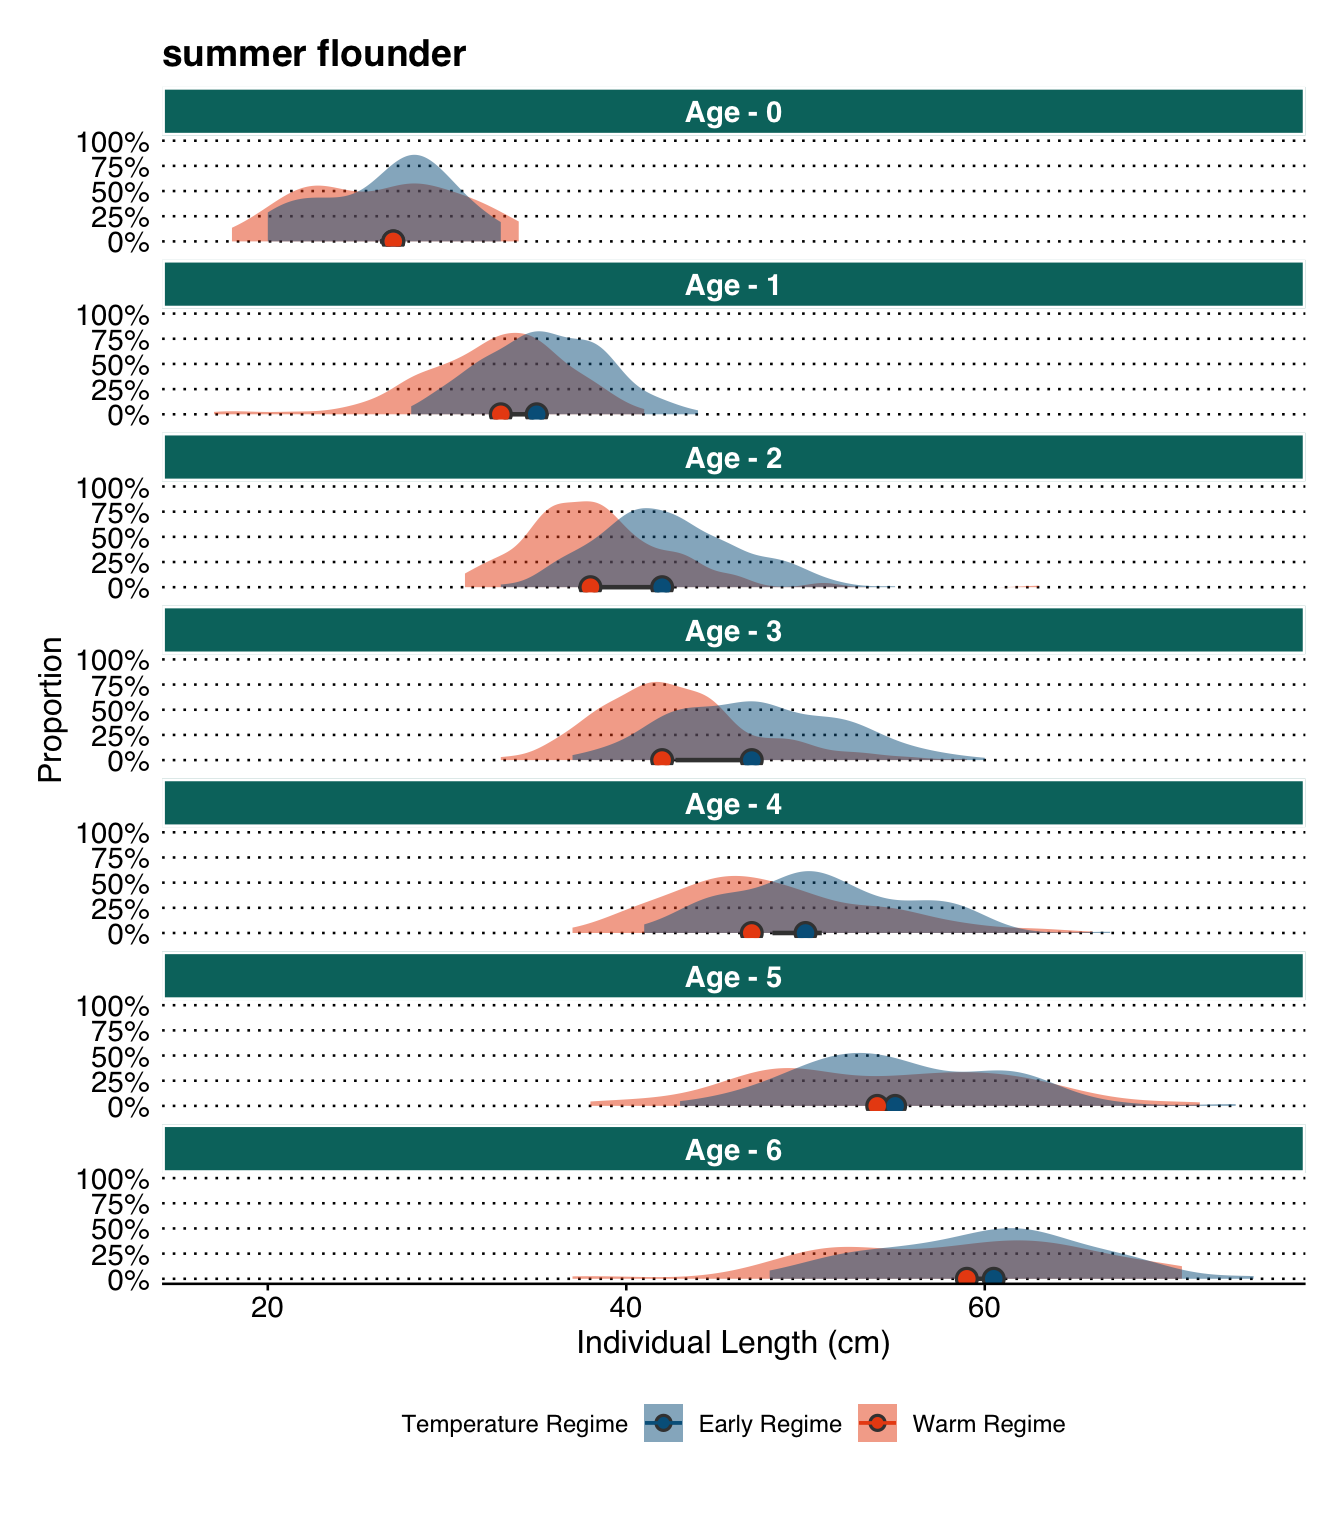 summer flounder
Age - 0
100%
75%
50%
25%
0%
Age - 1
100%
75%
50%
25%
0%
Age - 2
100%
75%
50%
25%
0%
Age - 3
100%
75%
50%
25%
0%
Age - 4
100%
75%
50%
25%
0%
Age - 5
100%
75%
50%
25%
0%
Age - 6
100%
75%
50%
25%
0%
Proportion
20 40 60
Individual Length (cm)
Temperature Regime Early Regime Warm Regime